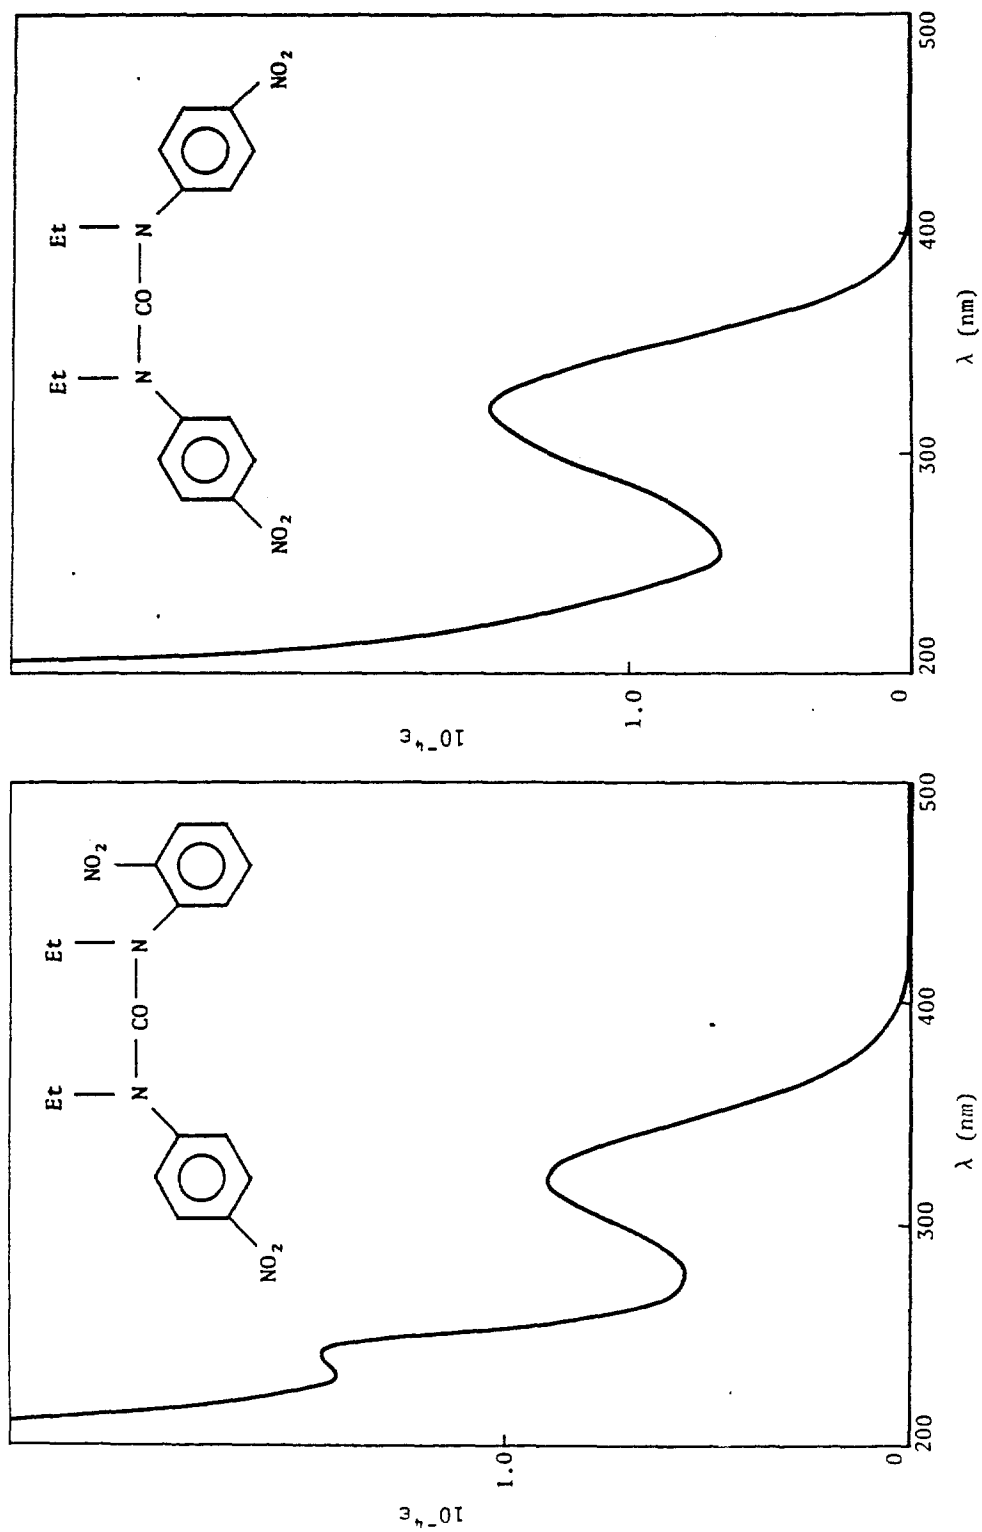 10⁻⁴ε
1.0
0
Et Et NO₂
N — CO — N
NO₂
200 300 400 500
λ (nm)
10⁻⁴ε
1.0
0
Et Et
N — CO — N
NO₂ NO₂
200 300 400 500
λ (nm)